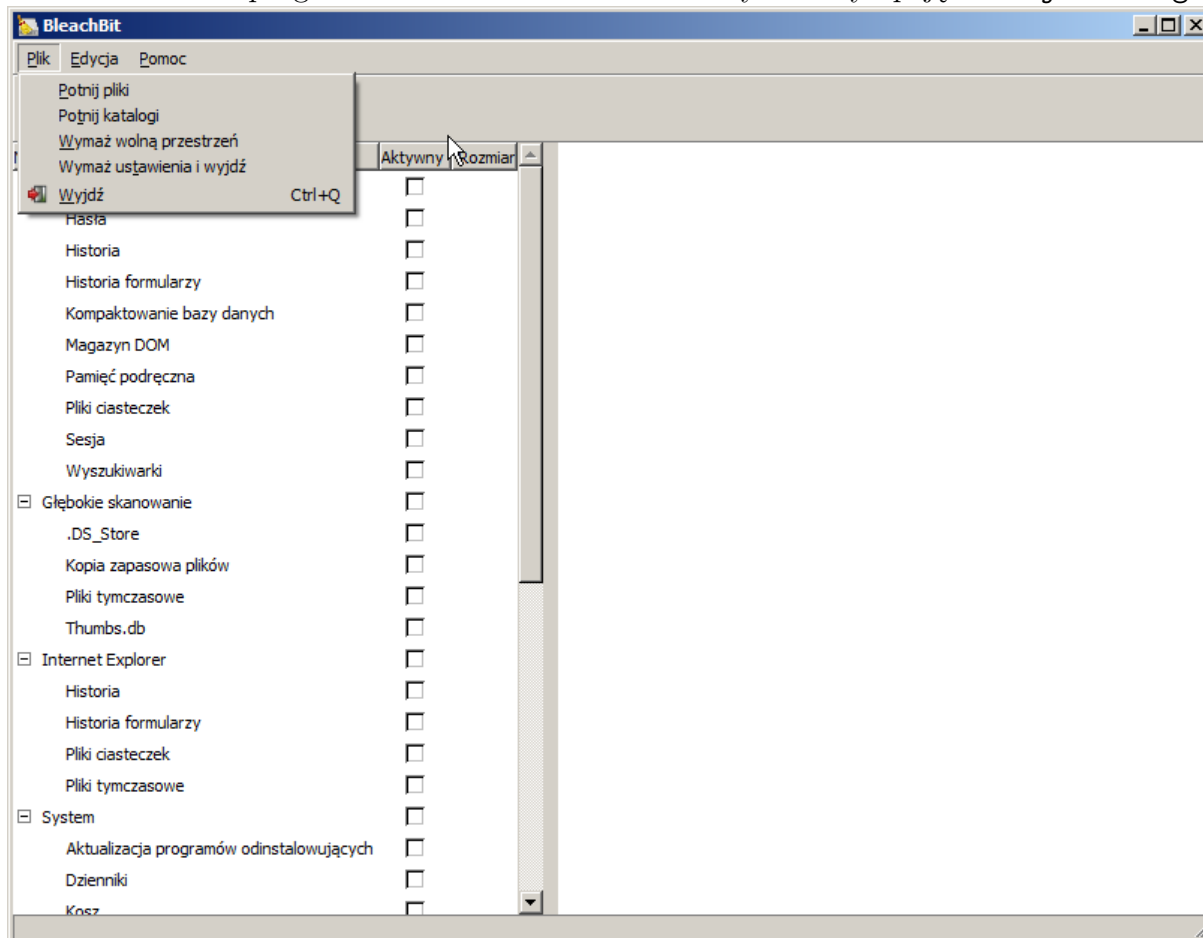 BleachBit
Plik Edycja Pomoc
Potnij pliki
Potnij katalogi
Wymaż wolną przestrzeń
Wymaż ustawienia i wyjdź
Wyjdź Ctrl+Q
Aktywny Rozmiar
Hasła
Historia
Historia formularzy
Kompaktowanie bazy danych
Magazyn DOM
Pamięć podręczna
Pliki ciasteczek
Sesja
Wyszukiwarki
Głębokie skanowanie
.DS_Store
Kopia zapasowa plików
Pliki tymczasowe
Thumbs.db
Internet Explorer
Historia
Historia formularzy
Pliki ciasteczek
Pliki tymczasowe
System
Aktualizacja programów odinstalowujących
Dzienniki
Kosz